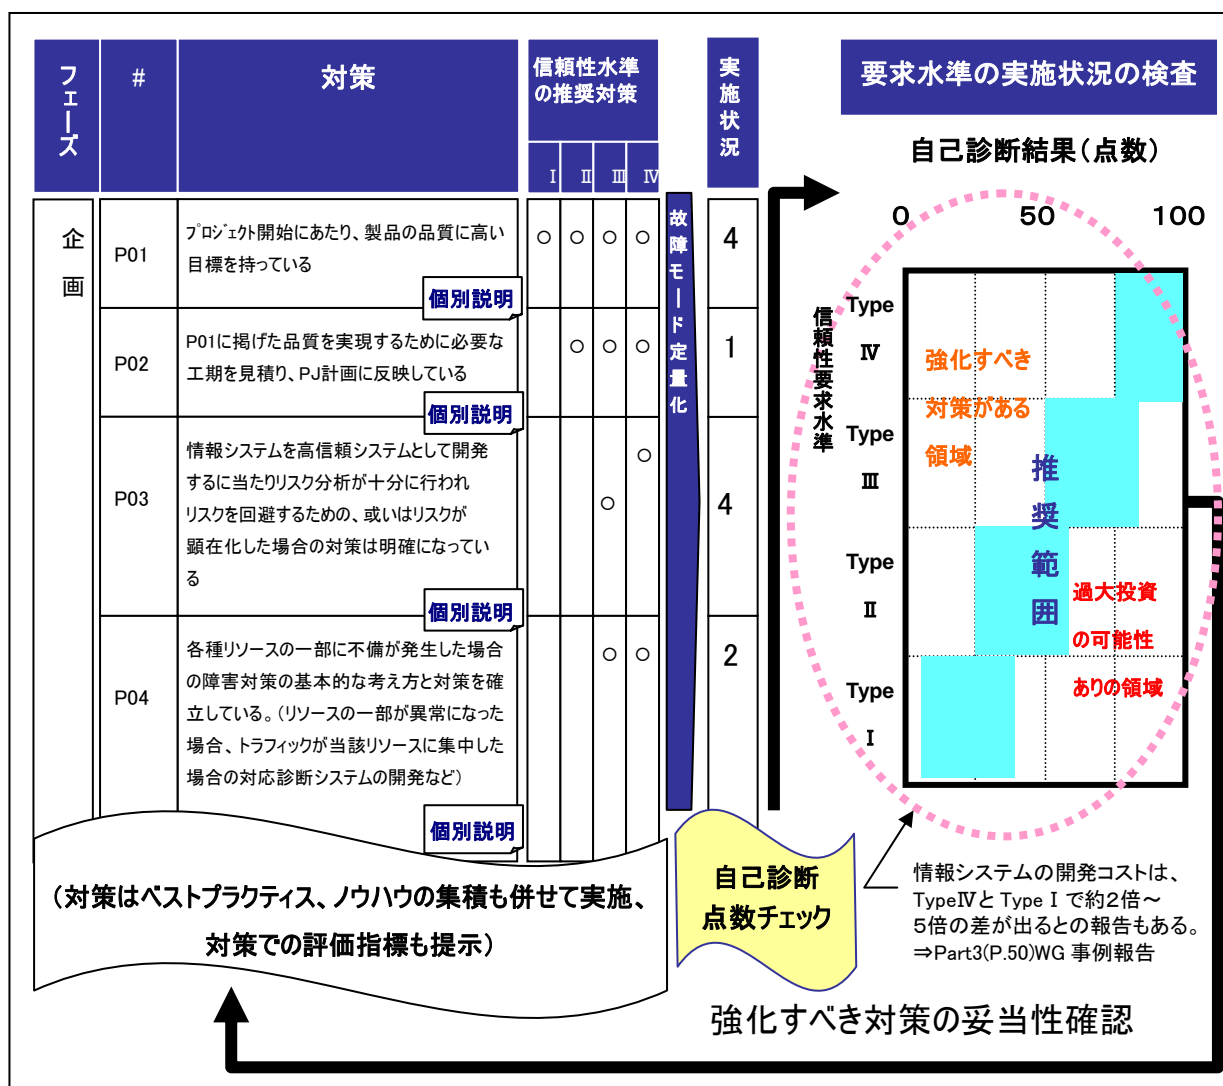 フェーズ
#
対策
信頼性水準
の推奨対策
Ⅰ Ⅱ Ⅲ Ⅳ
実施状況
企画
P01
プロジェクト開始にあたり、製品の品質に高い
目標を持っている
○ ○ ○ ○
4
個別説明
P02
P01に掲げた品質を実現するために必要な
工期を見積り、PJ計画に反映している
○ ○ ○
1
個別説明
P03
情報システムを高信頼システムとして開発
するに当たりリスク分析が十分に行われ
リスクを回避するための、或いはリスクが
顕在化した場合の対策は明確になってい
る
○
○
4
個別説明
P04
各種リソースの一部に不備が発生した場合
の障害対策の基本的な考え方と対策を確
立している。(リソースの一部が異常になった
場合、トラフィックが当該リソースに集中した
場合の対応診断システムの開発など)
○ ○
2
個別説明
故障モード定量化
(対策はベストプラクティス、ノウハウの集積も併せて実施、
対策での評価指標も提示)
自己診断
点数チェック
要求水準の実施状況の検査
自己診断結果(点数)
0 50 100
信頼性要求水準
Type
Ⅳ
Type
Ⅲ
Type
Ⅱ
Type
Ⅰ
強化すべき
対策がある
領域
推奨範囲
過大投資
の可能性
ありの領域
情報システムの開発コストは、
TypeⅣと Type Ⅰ で約2倍~
5倍の差が出るとの報告もある。
⇒Part3(P.50)WG 事例報告
強化すべき対策の妥当性確認